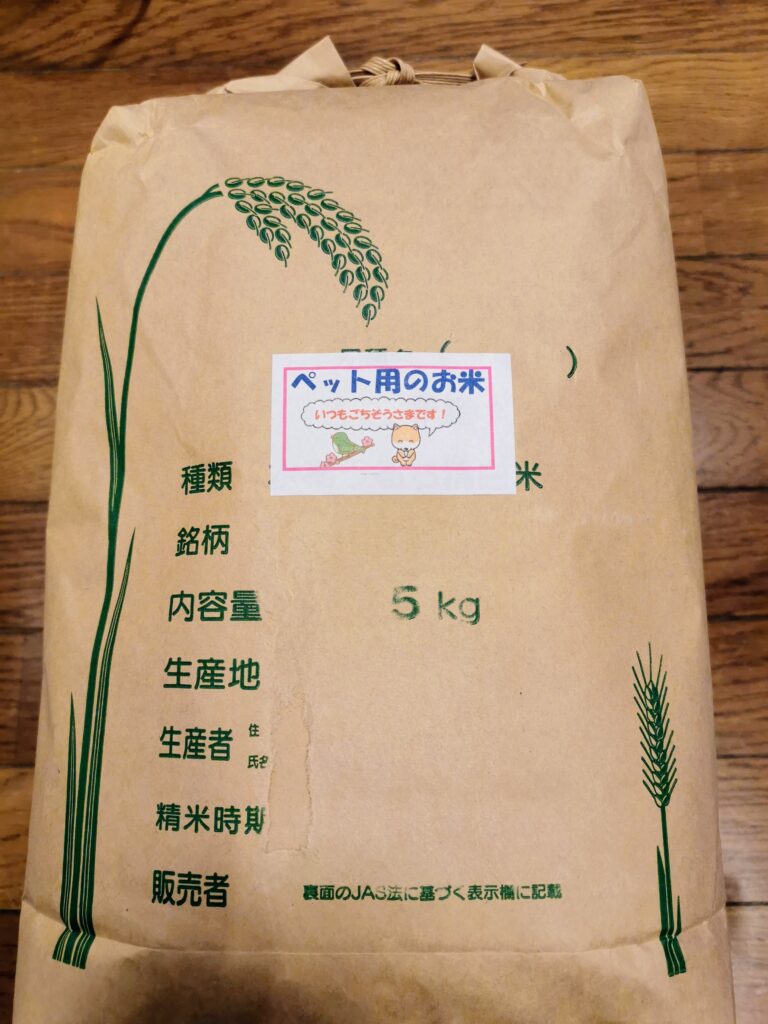 （ ）
ペット用のお米
いつもごちそうさまです！
種類 米
銘柄
内容量 5 kg
生産地
生産者 住
氏名
精米時期
販売者 裏面のJAS法に基づく表示欄に記載